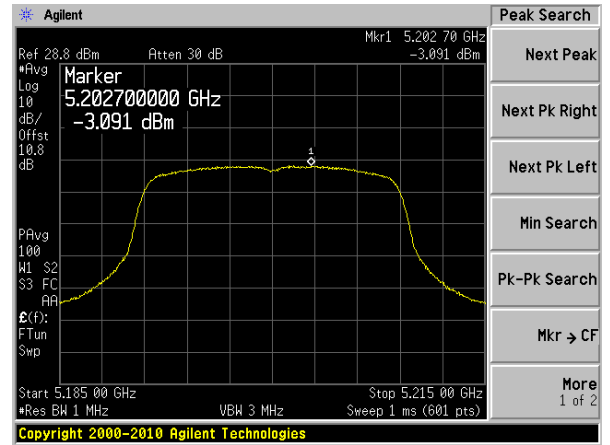 Agilent
Peak Search
Mkr1 5.202 70 GHz
Ref 28.8 dBm Atten 30 dB -3.091 dBm
#Avg
Log
10
dB/
Offst
10.8
dB
Marker
5.202700000 GHz
-3.091 dBm
1
PAvg
100
W1 S2
S3 FC
AA
£(f):
FTun
Swp
Start 5.185 00 GHz Stop 5.215 00 GHz
#Res BW 1 MHz VBW 3 MHz Sweep 1 ms (601 pts)
Copyright 2000-2010 Agilent Technologies
Next Peak
Next Pk Right
Next Pk Left
Min Search
Pk-Pk Search
Mkr → CF
More
1 of 2